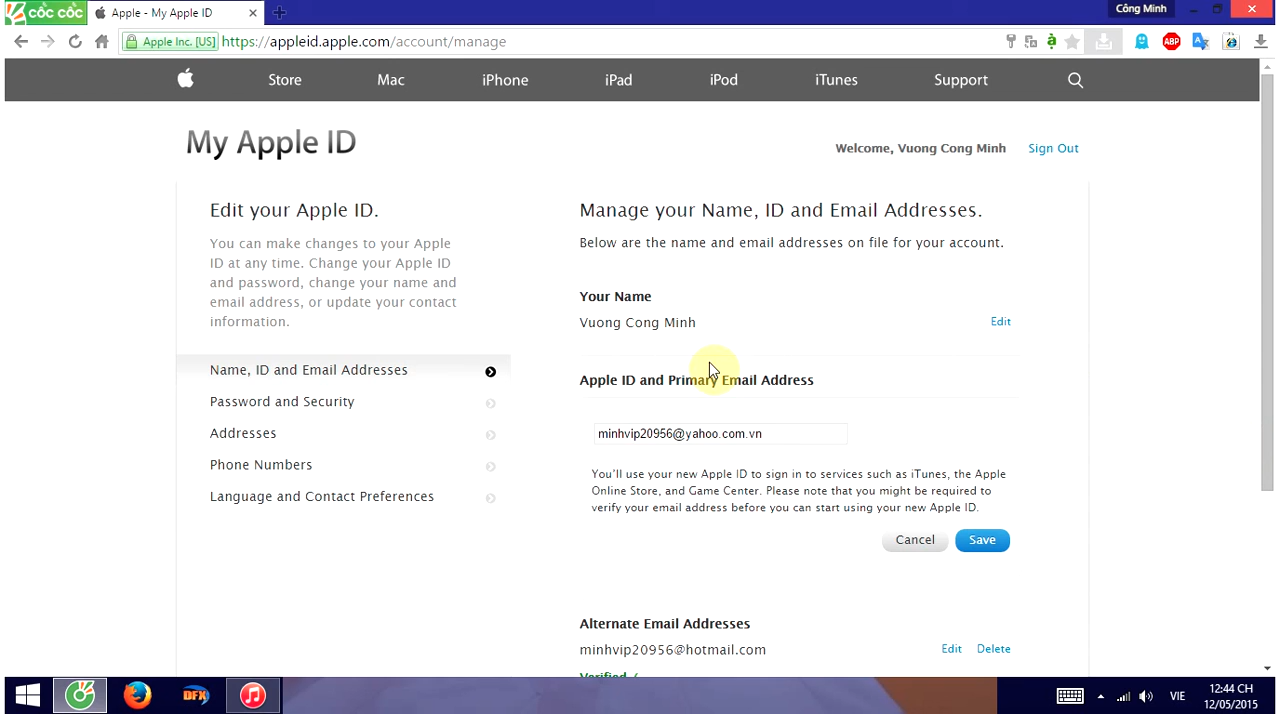 cốc cốc
Apple - My Apple ID
Công Minh
Apple Inc. [US]
https://appleid.apple.com/account/manage
ABP
Store
Mac
iPhone
iPad
iPod
iTunes
Support
My Apple ID
Welcome, Vuong Cong Minh
Sign Out
Edit your Apple ID.
You can make changes to your Apple
ID at any time. Change your Apple ID
and password, change your name and
email address, or update your contact
information.
Name, ID and Email Addresses
Password and Security
Addresses
Phone Numbers
Language and Contact Preferences
Manage your Name, ID and Email Addresses.
Below are the name and email addresses on file for your account.
Your Name
Vuong Cong Minh
Edit
Apple ID and Primary Email Address
minhvip20956@yahoo.com.vn
You'll use your new Apple ID to sign in to services such as iTunes, the Apple
Online Store, and Game Center. Please note that you might be required to
verify your email address before you can start using your new Apple ID.
Cancel
Save
Alternate Email Addresses
minhvip20956@hotmail.com
Edit
Delete
Verified
DFX
VIE
12:44 CH
12/05/2015